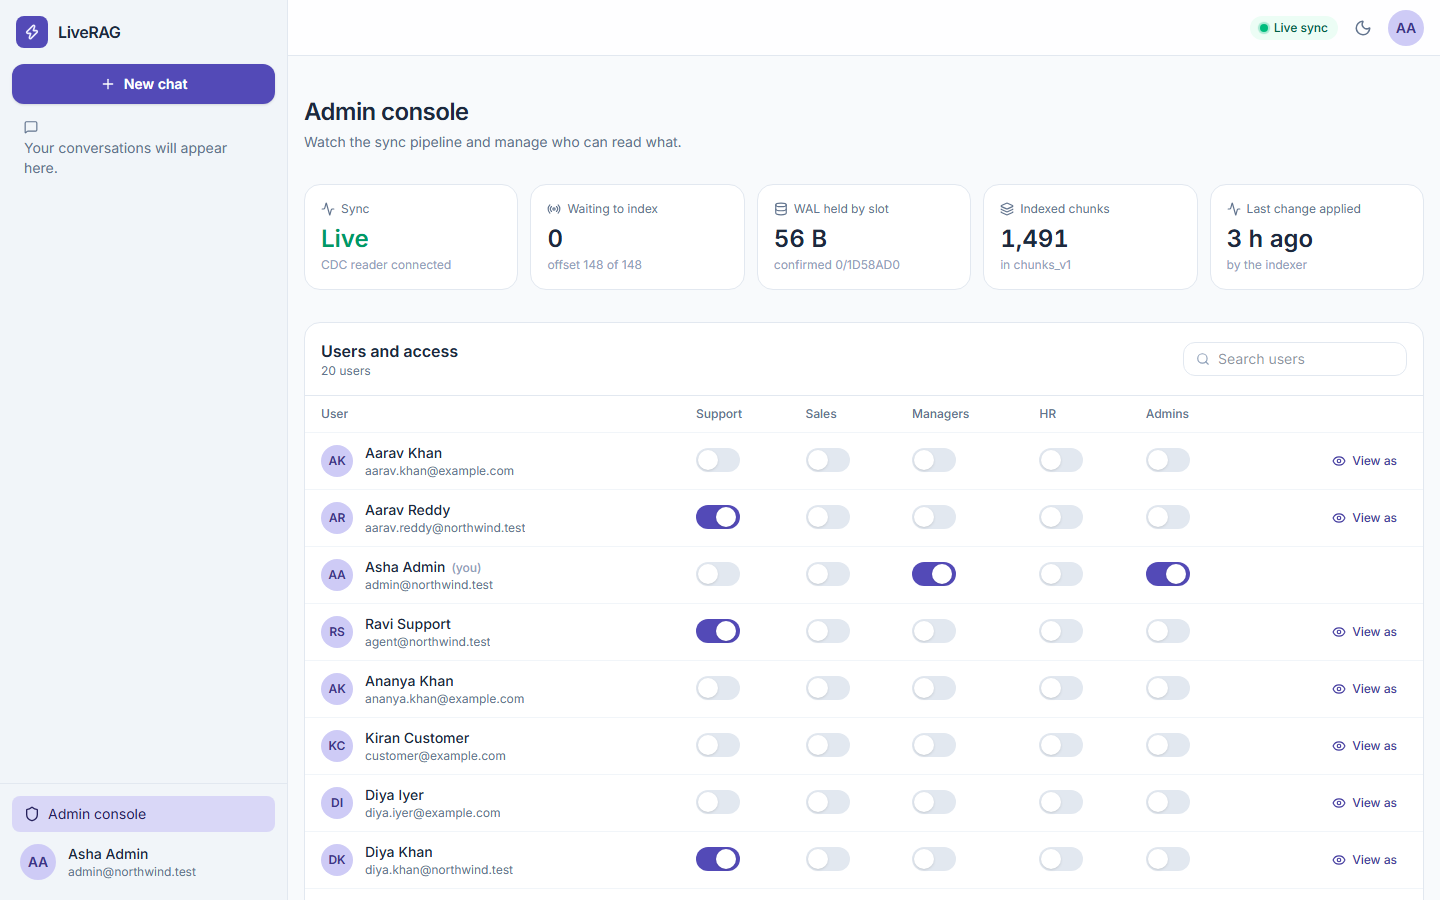 LiveRAG
New chat
Your conversations will appear
here.
Admin console
Asha Admin
admin@northwind.test
Live sync
AA
AA
Admin console
Watch the sync pipeline and manage who can read what.
Sync
Live
CDC reader connected
Waiting to index
0
offset 148 of 148
WAL held by slot
56 B
confirmed 0/1D58AD0
Indexed chunks
1,491
in chunks_v1
Last change applied
3 h ago
by the indexer
Users and access
20 users
Search users
User Support Sales Managers HR Admins
AK Aarav Khan View as
aarav.khan@example.com
AR Aarav Reddy View as
aarav.reddy@northwind.test
AA Asha Admin (you)
admin@northwind.test
RS Ravi Support View as
agent@northwind.test
AK Ananya Khan View as
ananya.khan@example.com
KC Kiran Customer View as
customer@example.com
DI Diya Iyer View as
diya.iyer@example.com
DK Diya Khan View as
diya.khan@northwind.test